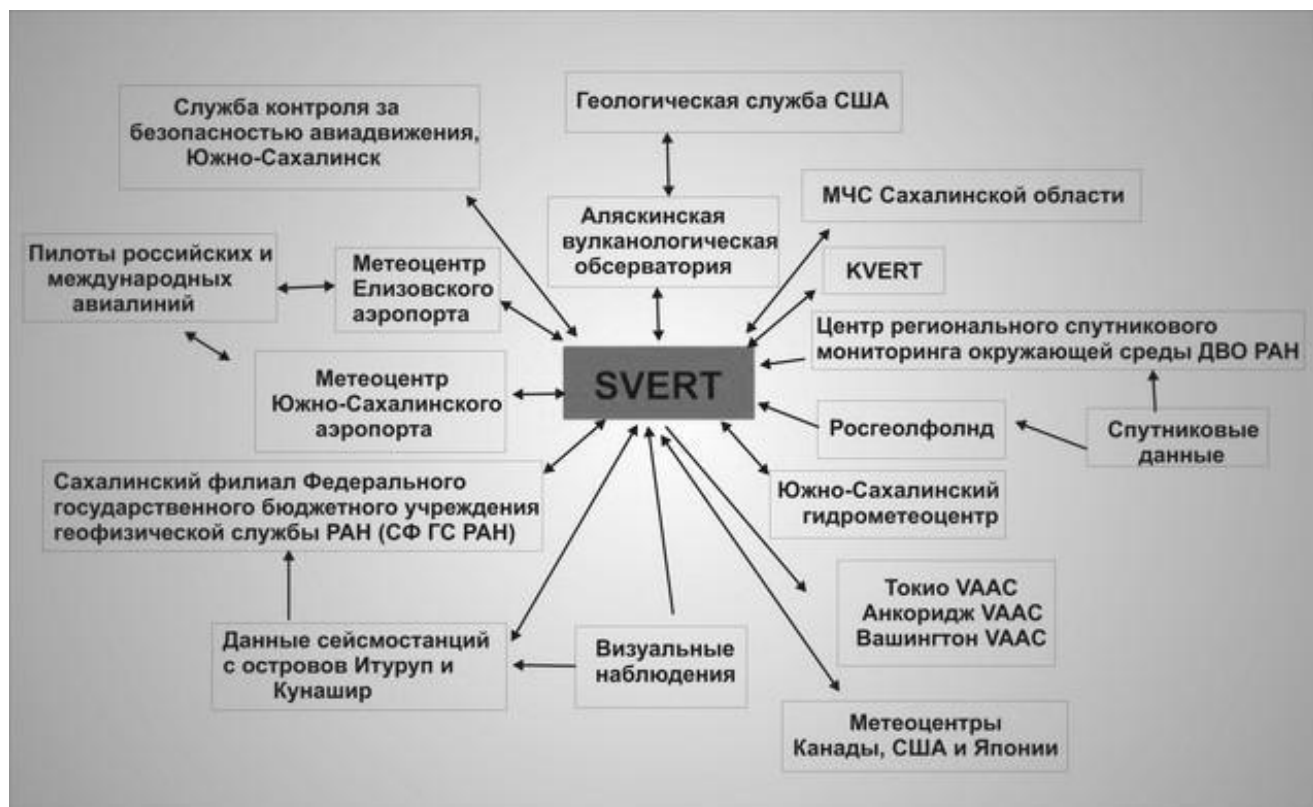 Служба контроля за
безопасностью авиадвижения,
Южно-Сахалинск
Геологическая служба США
МЧС Сахалинской области
Аляскинская
вулканологическая
обсерватория
Пилоты российских и
международных
авиалиний
Метеоцентр
Елизовского
аэропорта
KVERT
Центр регионального спутникового
мониторинга окружающей среды ДВО РАН
SVERT
Метеоцентр
Южно-Сахалинского
аэропорта
Росгеолфолнд
Спутниковые
данные
Сахалинский филиал Федерального
государственного бюджетного учреждения
геофизической службы РАН (СФ ГС РАН)
Южно-Сахалинский
гидрометеоцентр
Токио VAAC
Анкоридж VAAC
Вашингтон VAAC
Данные сейсмостанций
с островов Итуруп и
Кунашир
Визуальные
наблюдения
Метеоцентры
Канады, США и Японии